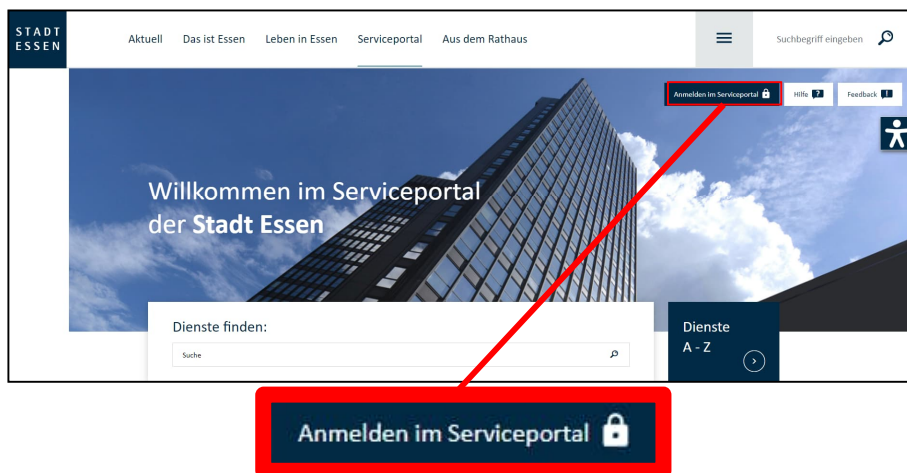 STADT
ESSEN
Aktuell Das ist Essen Leben in Essen Serviceportal Aus dem Rathaus
Suchbegriff eingeben
Anmelden im Serviceportal Hilfe ? Feedback !
Willkommen im Serviceportal
der Stadt Essen
Dienste finden:
Suche
Dienste
A - Z
Anmelden im Serviceportal